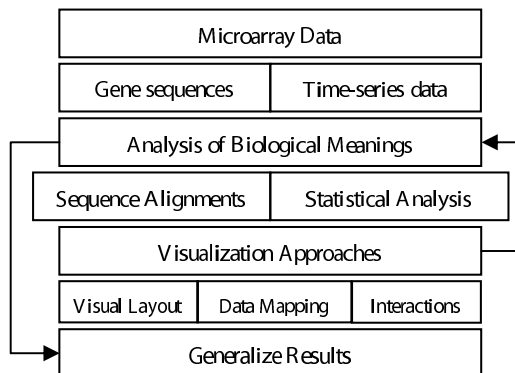 Microarray Data
Gene sequences
Time-series data
Analysis of Biological Meanings
Sequence Alignments
Statistical Analysis
Visualization Approaches
Visual Layout
Data Mapping
Interactions
Generalize Results